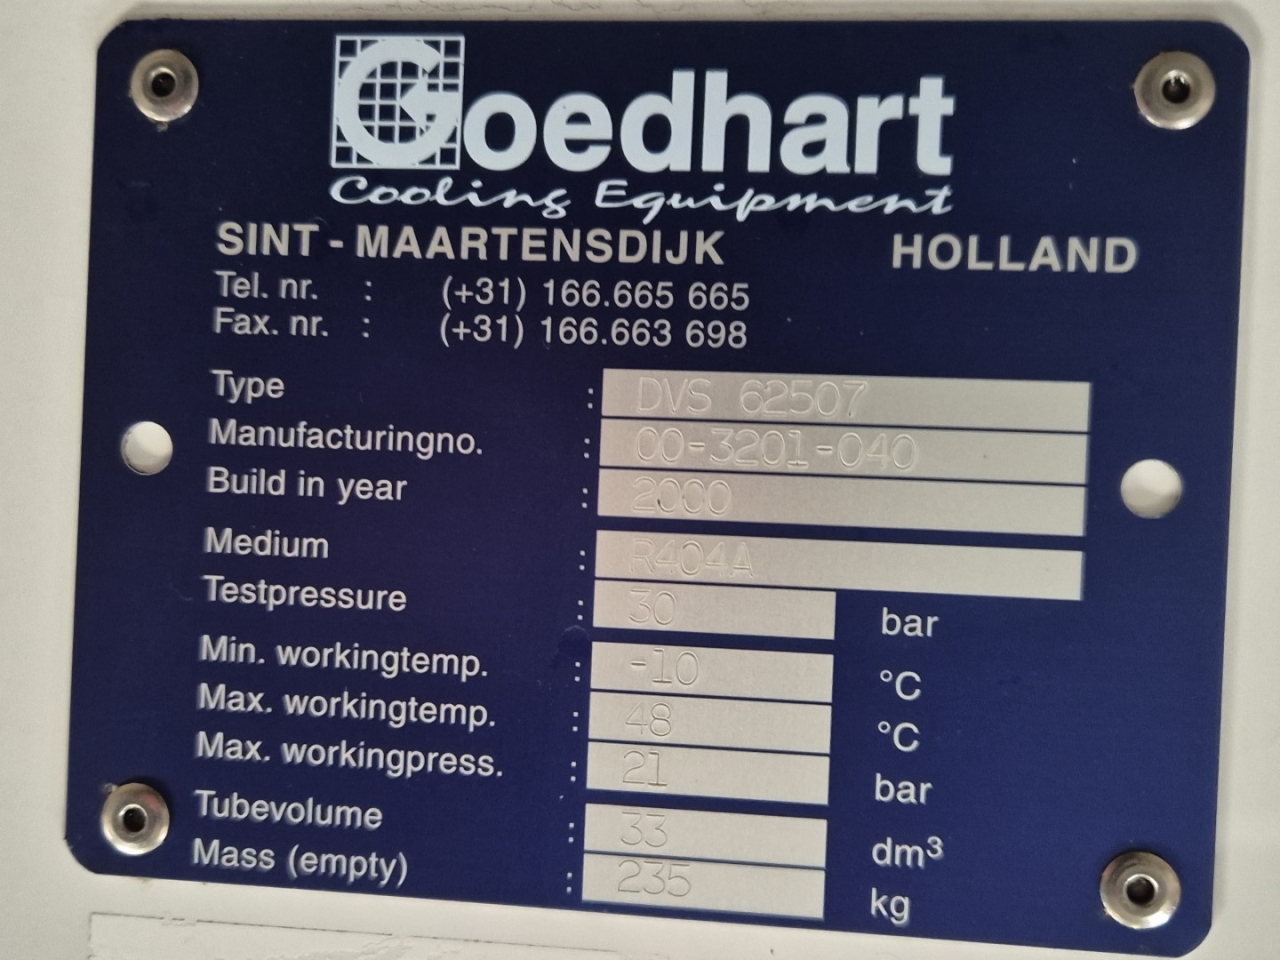 Goedhart
Cooling Equipment
SINT - MAARTENSDIJK HOLLAND
Tel. nr. : (+31) 166.665 665
Fax. nr. : (+31) 166.663 698
Type : DVS 62507
Manufacturingno. : 00-3201-040
Build in year : 2000
Medium : R404A
Testpressure : 30 bar
Min. workingtemp. : -10 °C
Max. workingtemp. : 48 °C
Max. workingpress. : 21 bar
Tubevolume : 33 dm³
Mass (empty) : 235 kg